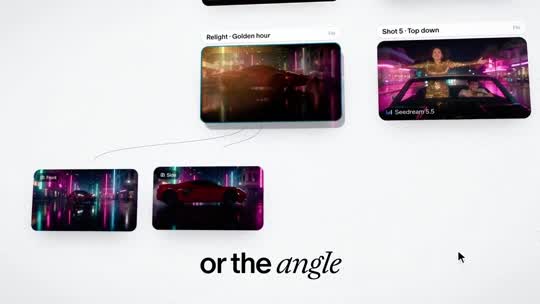 Relight · Golden hour
Shot 5 · Top down
Seedream 5.5
Front
Side
or the angle